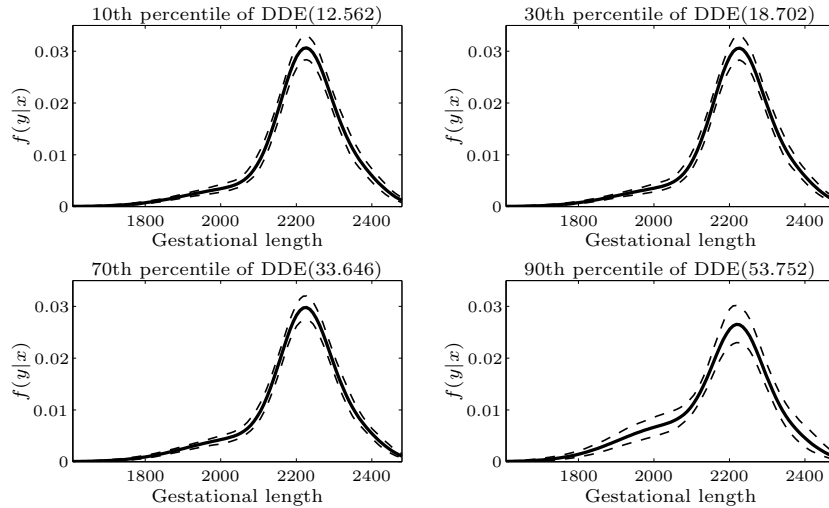 10th percentile of DDE(12.562)
0.03
0.02
0.01
0
f(y|x)
1800 2000 2200 2400
Gestational length
30th percentile of DDE(18.702)
0.03
0.02
0.01
0
f(y|x)
1800 2000 2200 2400
Gestational length
70th percentile of DDE(33.646)
0.03
0.02
0.01
0
f(y|x)
1800 2000 2200 2400
Gestational length
90th percentile of DDE(53.752)
0.03
0.02
0.01
0
f(y|x)
1800 2000 2200 2400
Gestational length